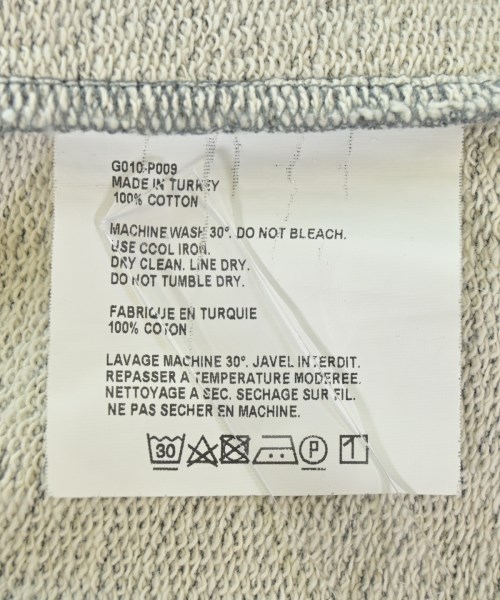 G010-P009
MADE IN TURKEY
100% COTTON
MACHINE WASH 30°. DO NOT BLEACH.
USE COOL IRON.
DRY CLEAN. LINE DRY.
DO NOT TUMBLE DRY.
FABRIQUE EN TURQUIE
100% COTON
LAVAGE MACHINE 30°. JAVEL INTERDIT.
REPASSER A TEMPERATURE MODEREE.
NETTOYAGE A SEC. SECHAGE SUR FIL.
NE PAS SECHER EN MACHINE.
30 P